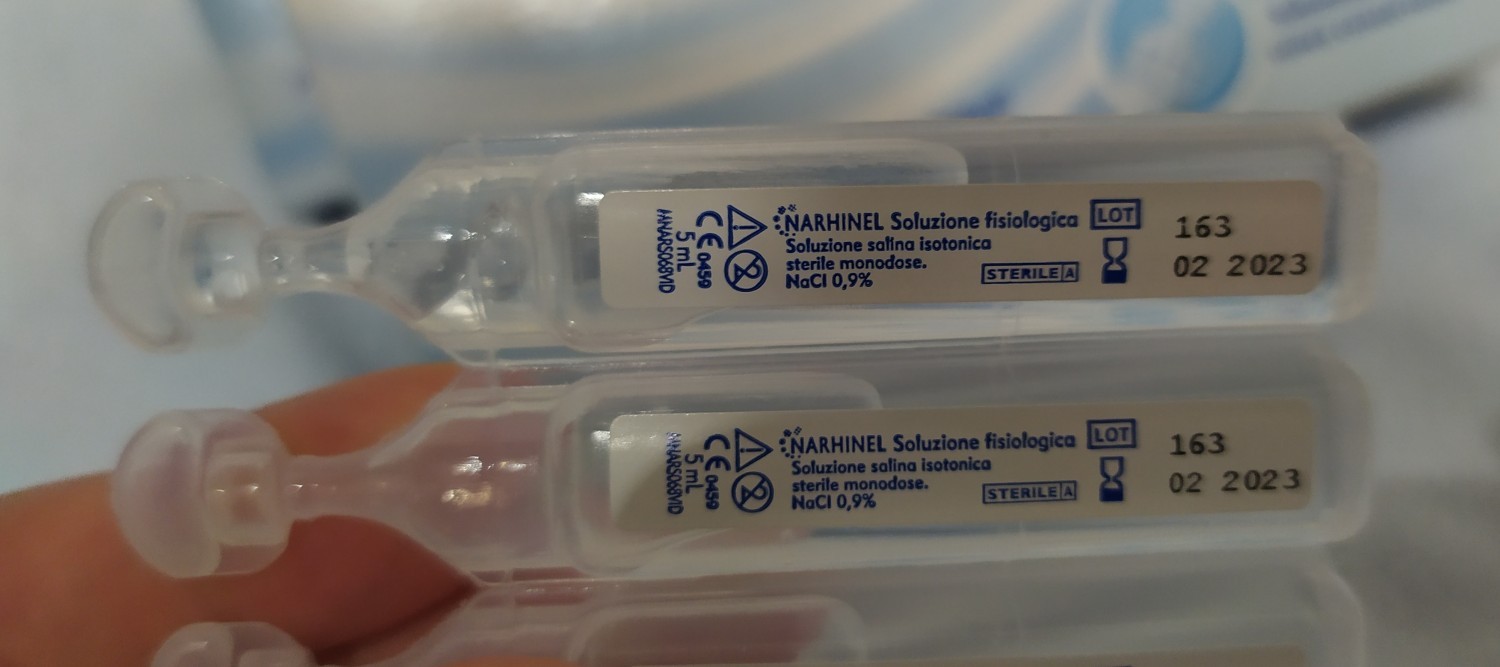 NARHINEL Soluzione fisiologica
Soluzione salina isotonica
sterile monodose.
NaCl 0,9%
STERILE A
LOT
163
02 2023
CE 0459
5 mL
NARHINEL Soluzione fisiologica
Soluzione salina isotonica
sterile monodose.
NaCl 0,9%
STERILE A
LOT
163
02 2023
CE 0459
5 mL